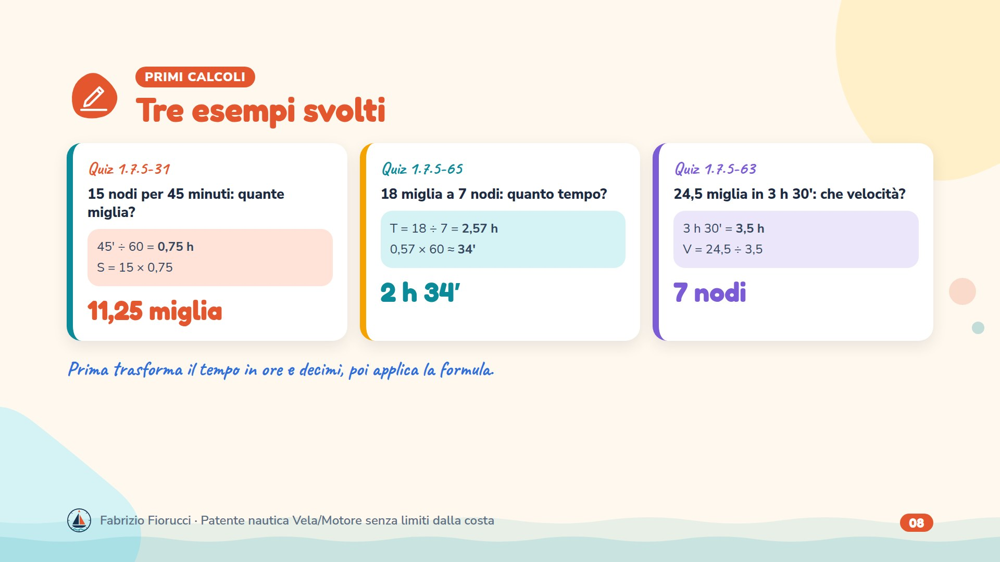 PRIMI CALCOLI
Tre esempi svolti
Quiz 1.7.5-31
15 nodi per 45 minuti: quante
miglia?
45' ÷ 60 = 0,75 h
S = 15 × 0,75
11,25 miglia
Quiz 1.7.5-65
18 miglia a 7 nodi: quanto tempo?
T = 18 ÷ 7 = 2,57 h
0,57 × 60 ≈ 34'
2 h 34'
Quiz 1.7.5-63
24,5 miglia in 3 h 30': che velocità?
3 h 30' = 3,5 h
V = 24,5 ÷ 3,5
7 nodi
Prima trasforma il tempo in ore e decimi, poi applica la formula.
Fabrizio Fiorucci · Patente nautica Vela/Motore senza limiti dalla costa
08